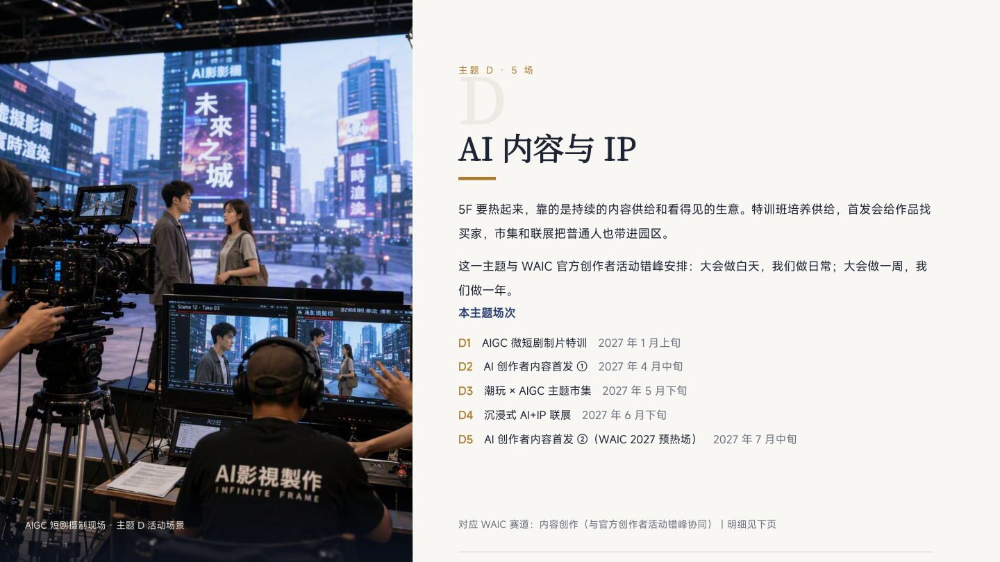 AI影影棚
未來之城
虛擬影棚
實時渲染
虛時渲決
Scene 12 - Take 03
AI影視製作
INFINITE FRAME
AIGC 短剧摄制现场 · 主题 D 活动场景
主题 D · 5 场
D
AI 内容与 IP
5F 要热起来，靠的是持续的内容供给和看得见的生意。特训班培养供给，首发会给作品找
买家，市集和联展把普通人也带进园区。
这一主题与 WAIC 官方创作者活动错峰安排：大会做白天，我们做日常；大会做一周，我
们做一年。
本主题场次
D1 AIGC 微短剧制片特训 2027 年 1 月上旬
D2 AI 创作者内容首发 ① 2027 年 4 月中旬
D3 潮玩 × AIGC 主题市集 2027 年 5 月下旬
D4 沉浸式 AI+IP 联展 2027 年 6 月下旬
D5 AI 创作者内容首发 ②（WAIC 2027 预热场） 2027 年 7 月中旬
对应 WAIC 赛道：内容创作（与官方创作者活动错峰协同）丨明细见下页